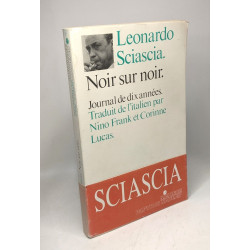 Leonardo
Sciascia.
Noir sur noir.
Journal de dix années.
Traduit de l'italien par
Nino Frank et Corinne
Lucas.
SCIASCIA